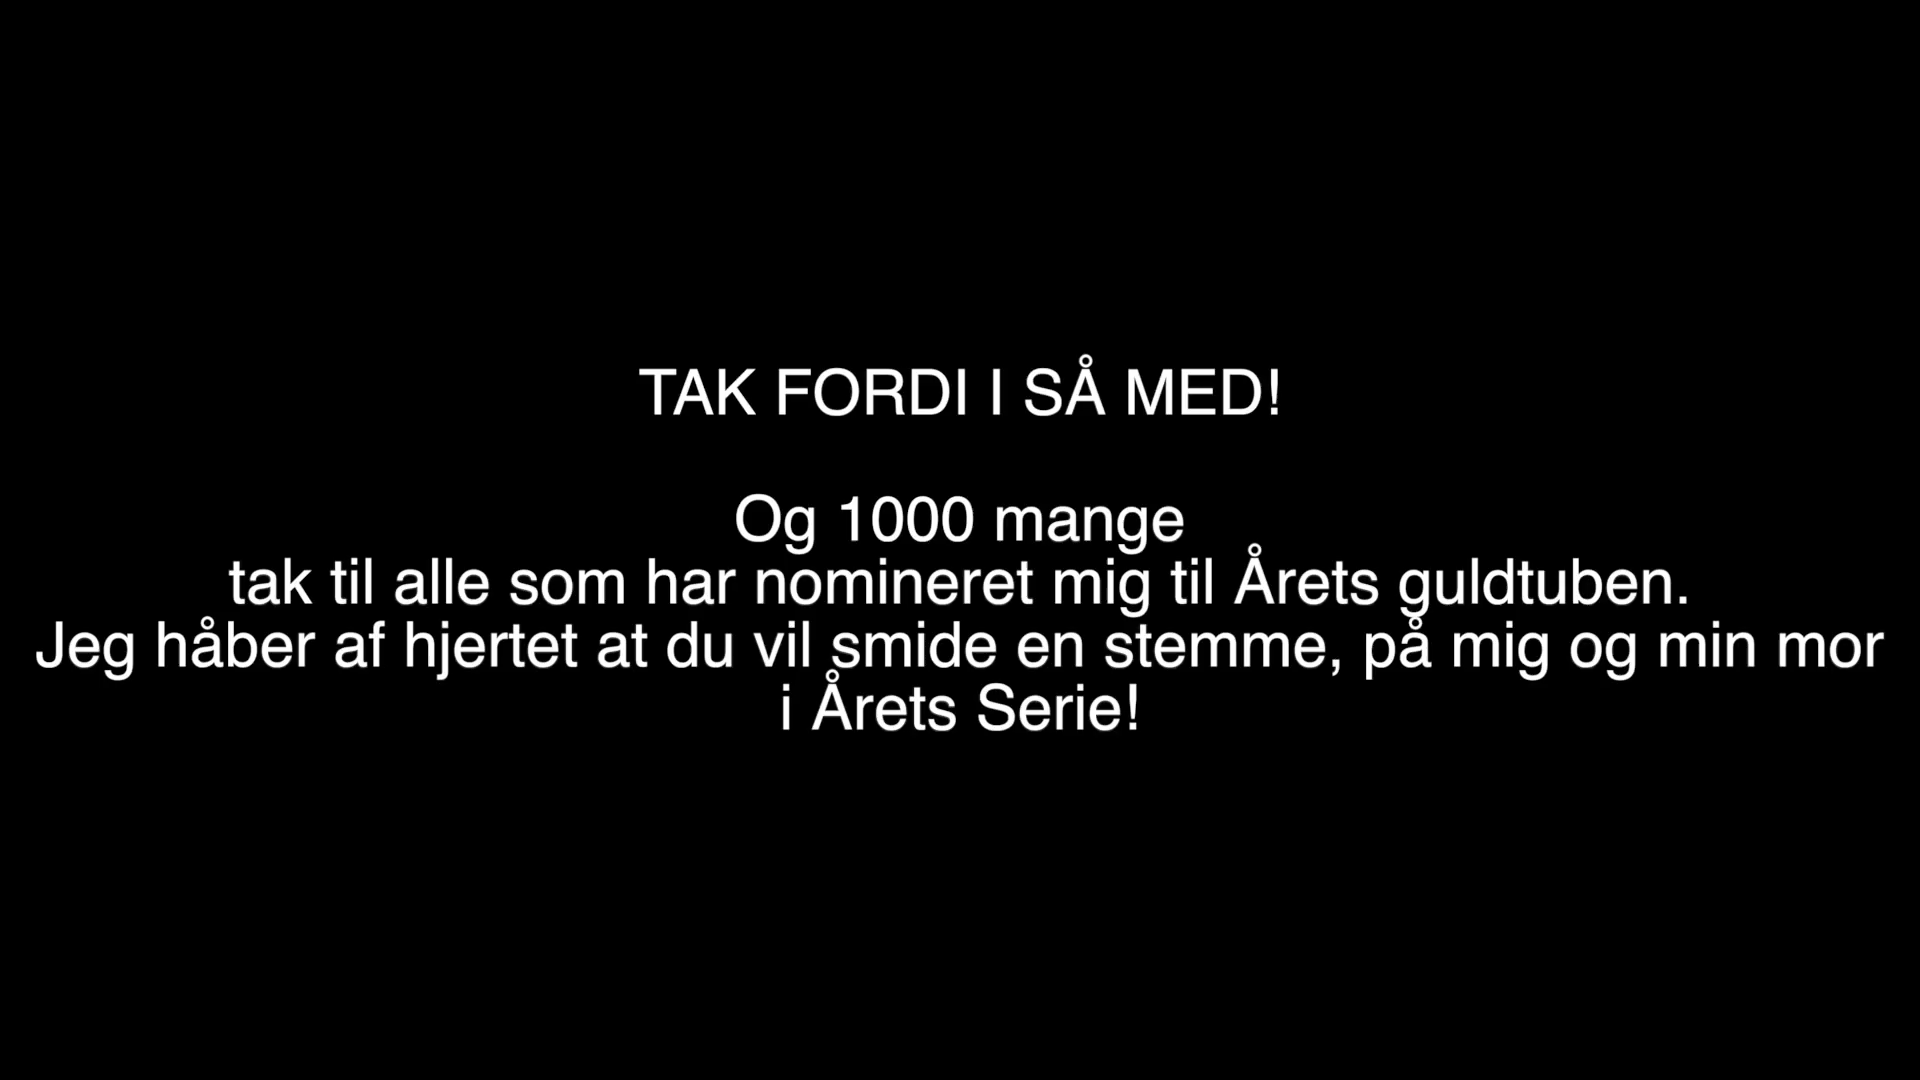 TAK FORDI I SÅ MED!
Og 1000 mange
tak til alle som har nomineret mig til Årets guldtuben.
Jeg håber af hjertet at du vil smide en stemme, på mig og min mor
i Årets Serie!